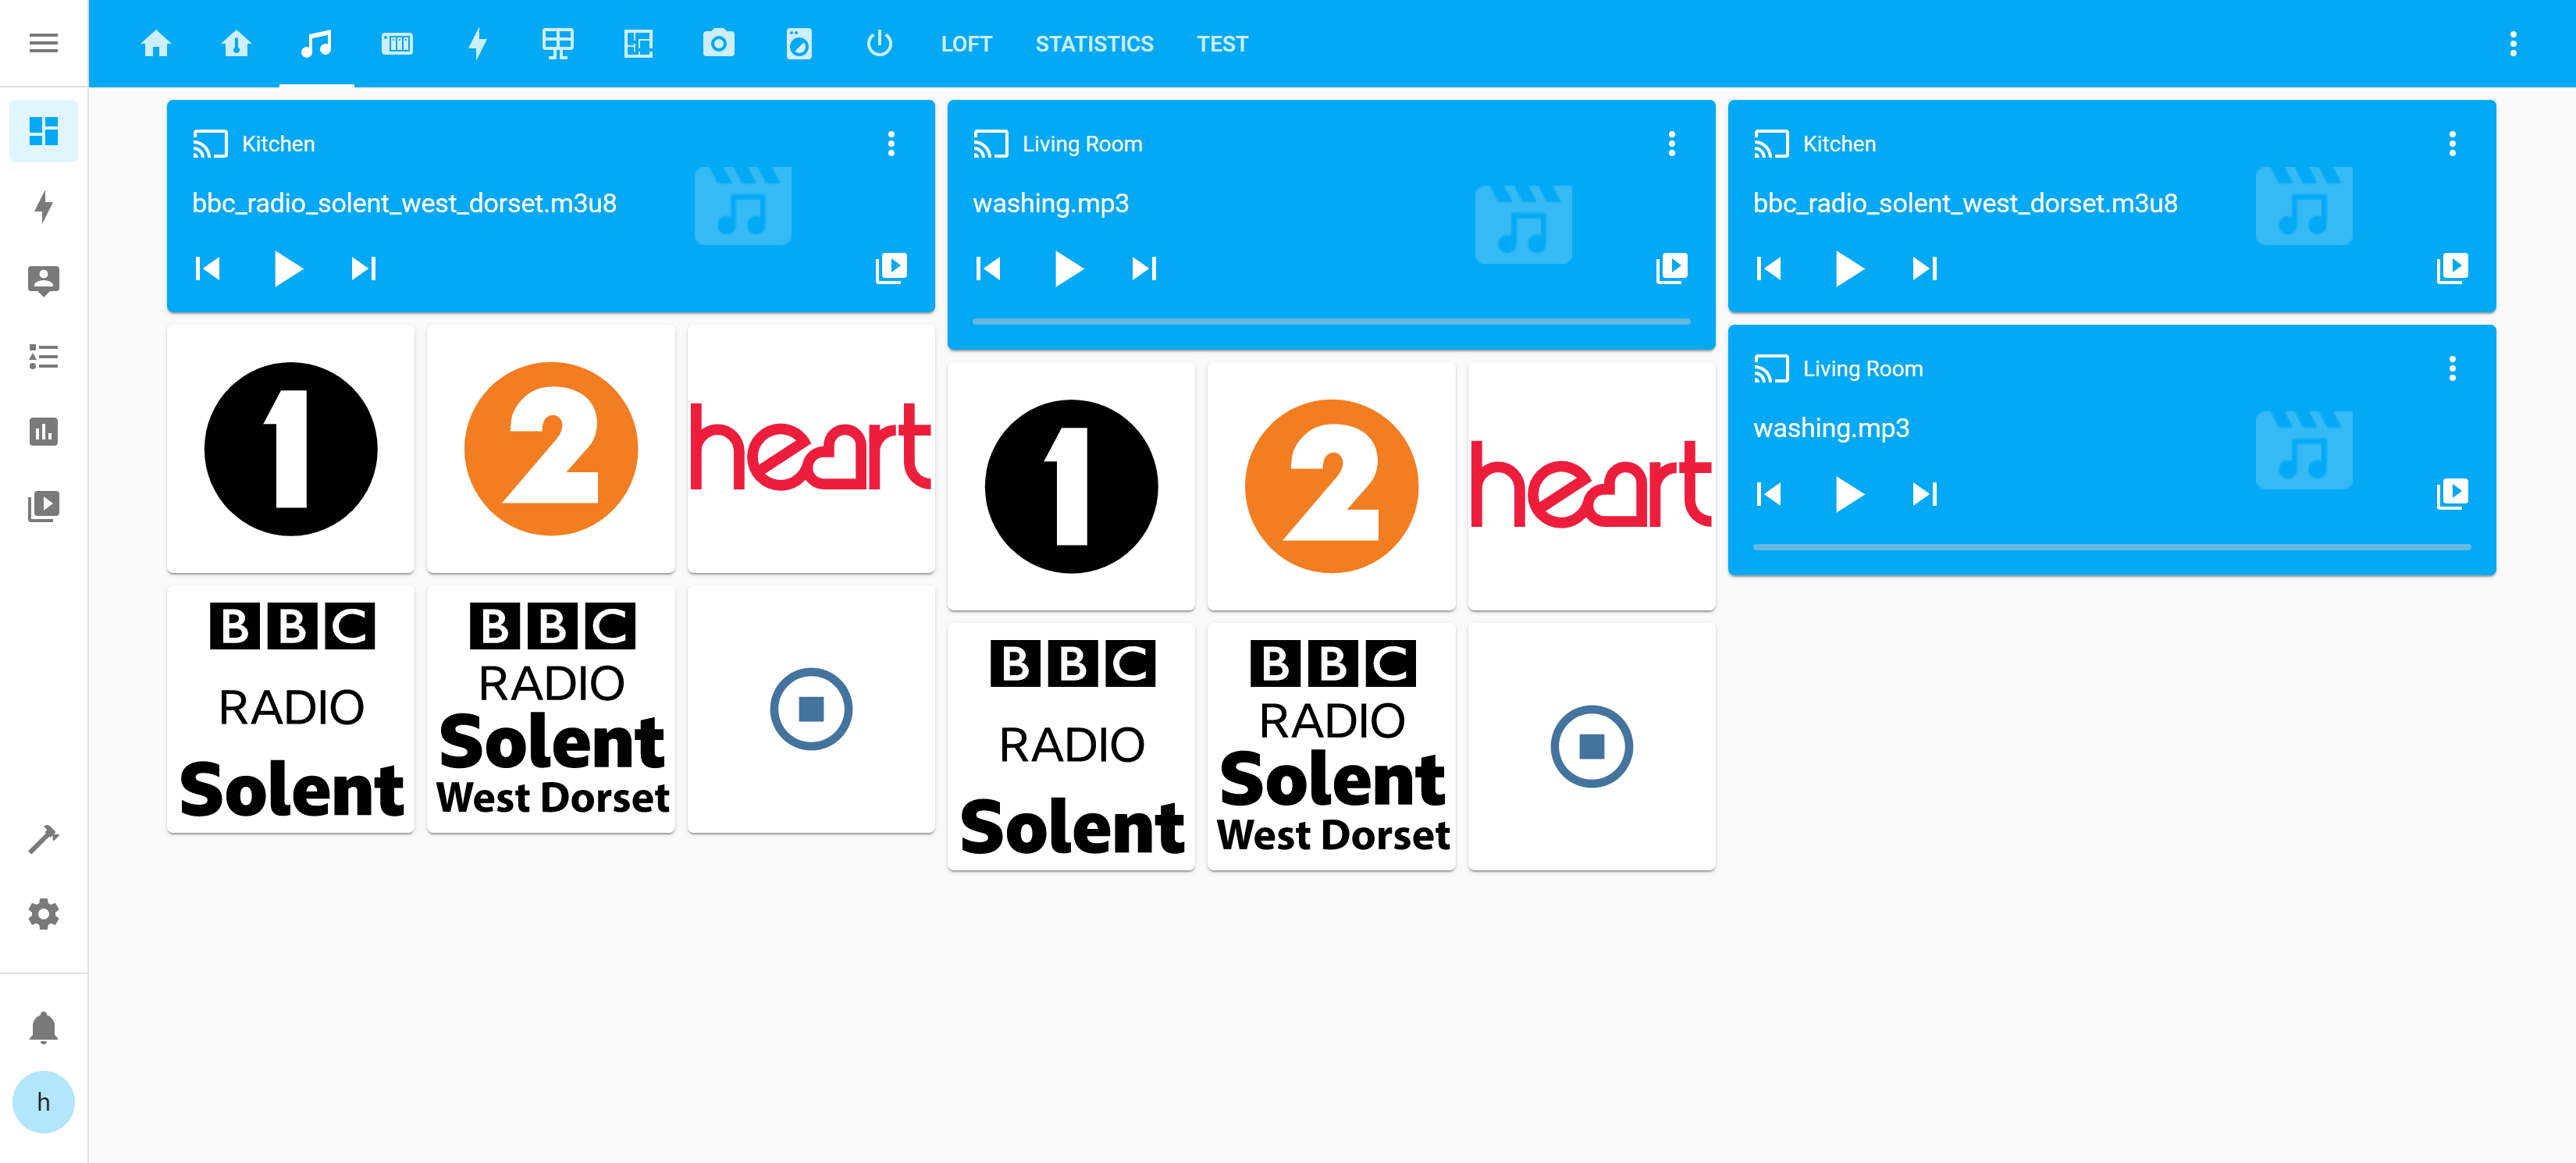 LOFT
STATISTICS
TEST
Kitchen
bbc_radio_solent_west_dorset.m3u8
1
2
heart
BBC
RADIO
Solent
BBC
RADIO
Solent
West Dorset
Living Room
washing.mp3
1
2
heart
BBC
RADIO
Solent
BBC
RADIO
Solent
West Dorset
Kitchen
bbc_radio_solent_west_dorset.m3u8
Living Room
washing.mp3
h